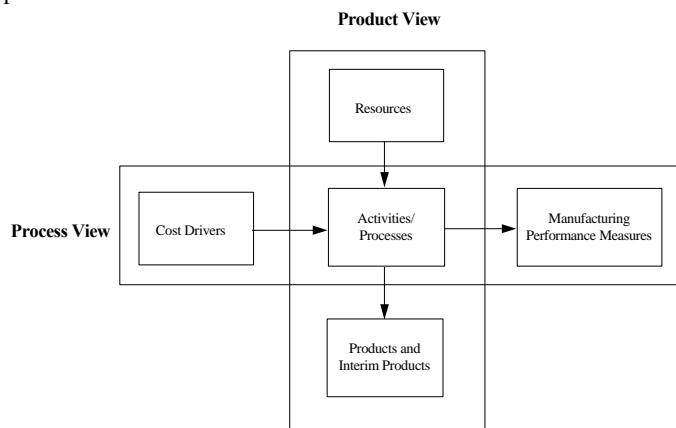 Product View
Resources
Process View
Cost Drivers
Activities/
Processes
Manufacturing
Performance Measures
Products and
Interim Products